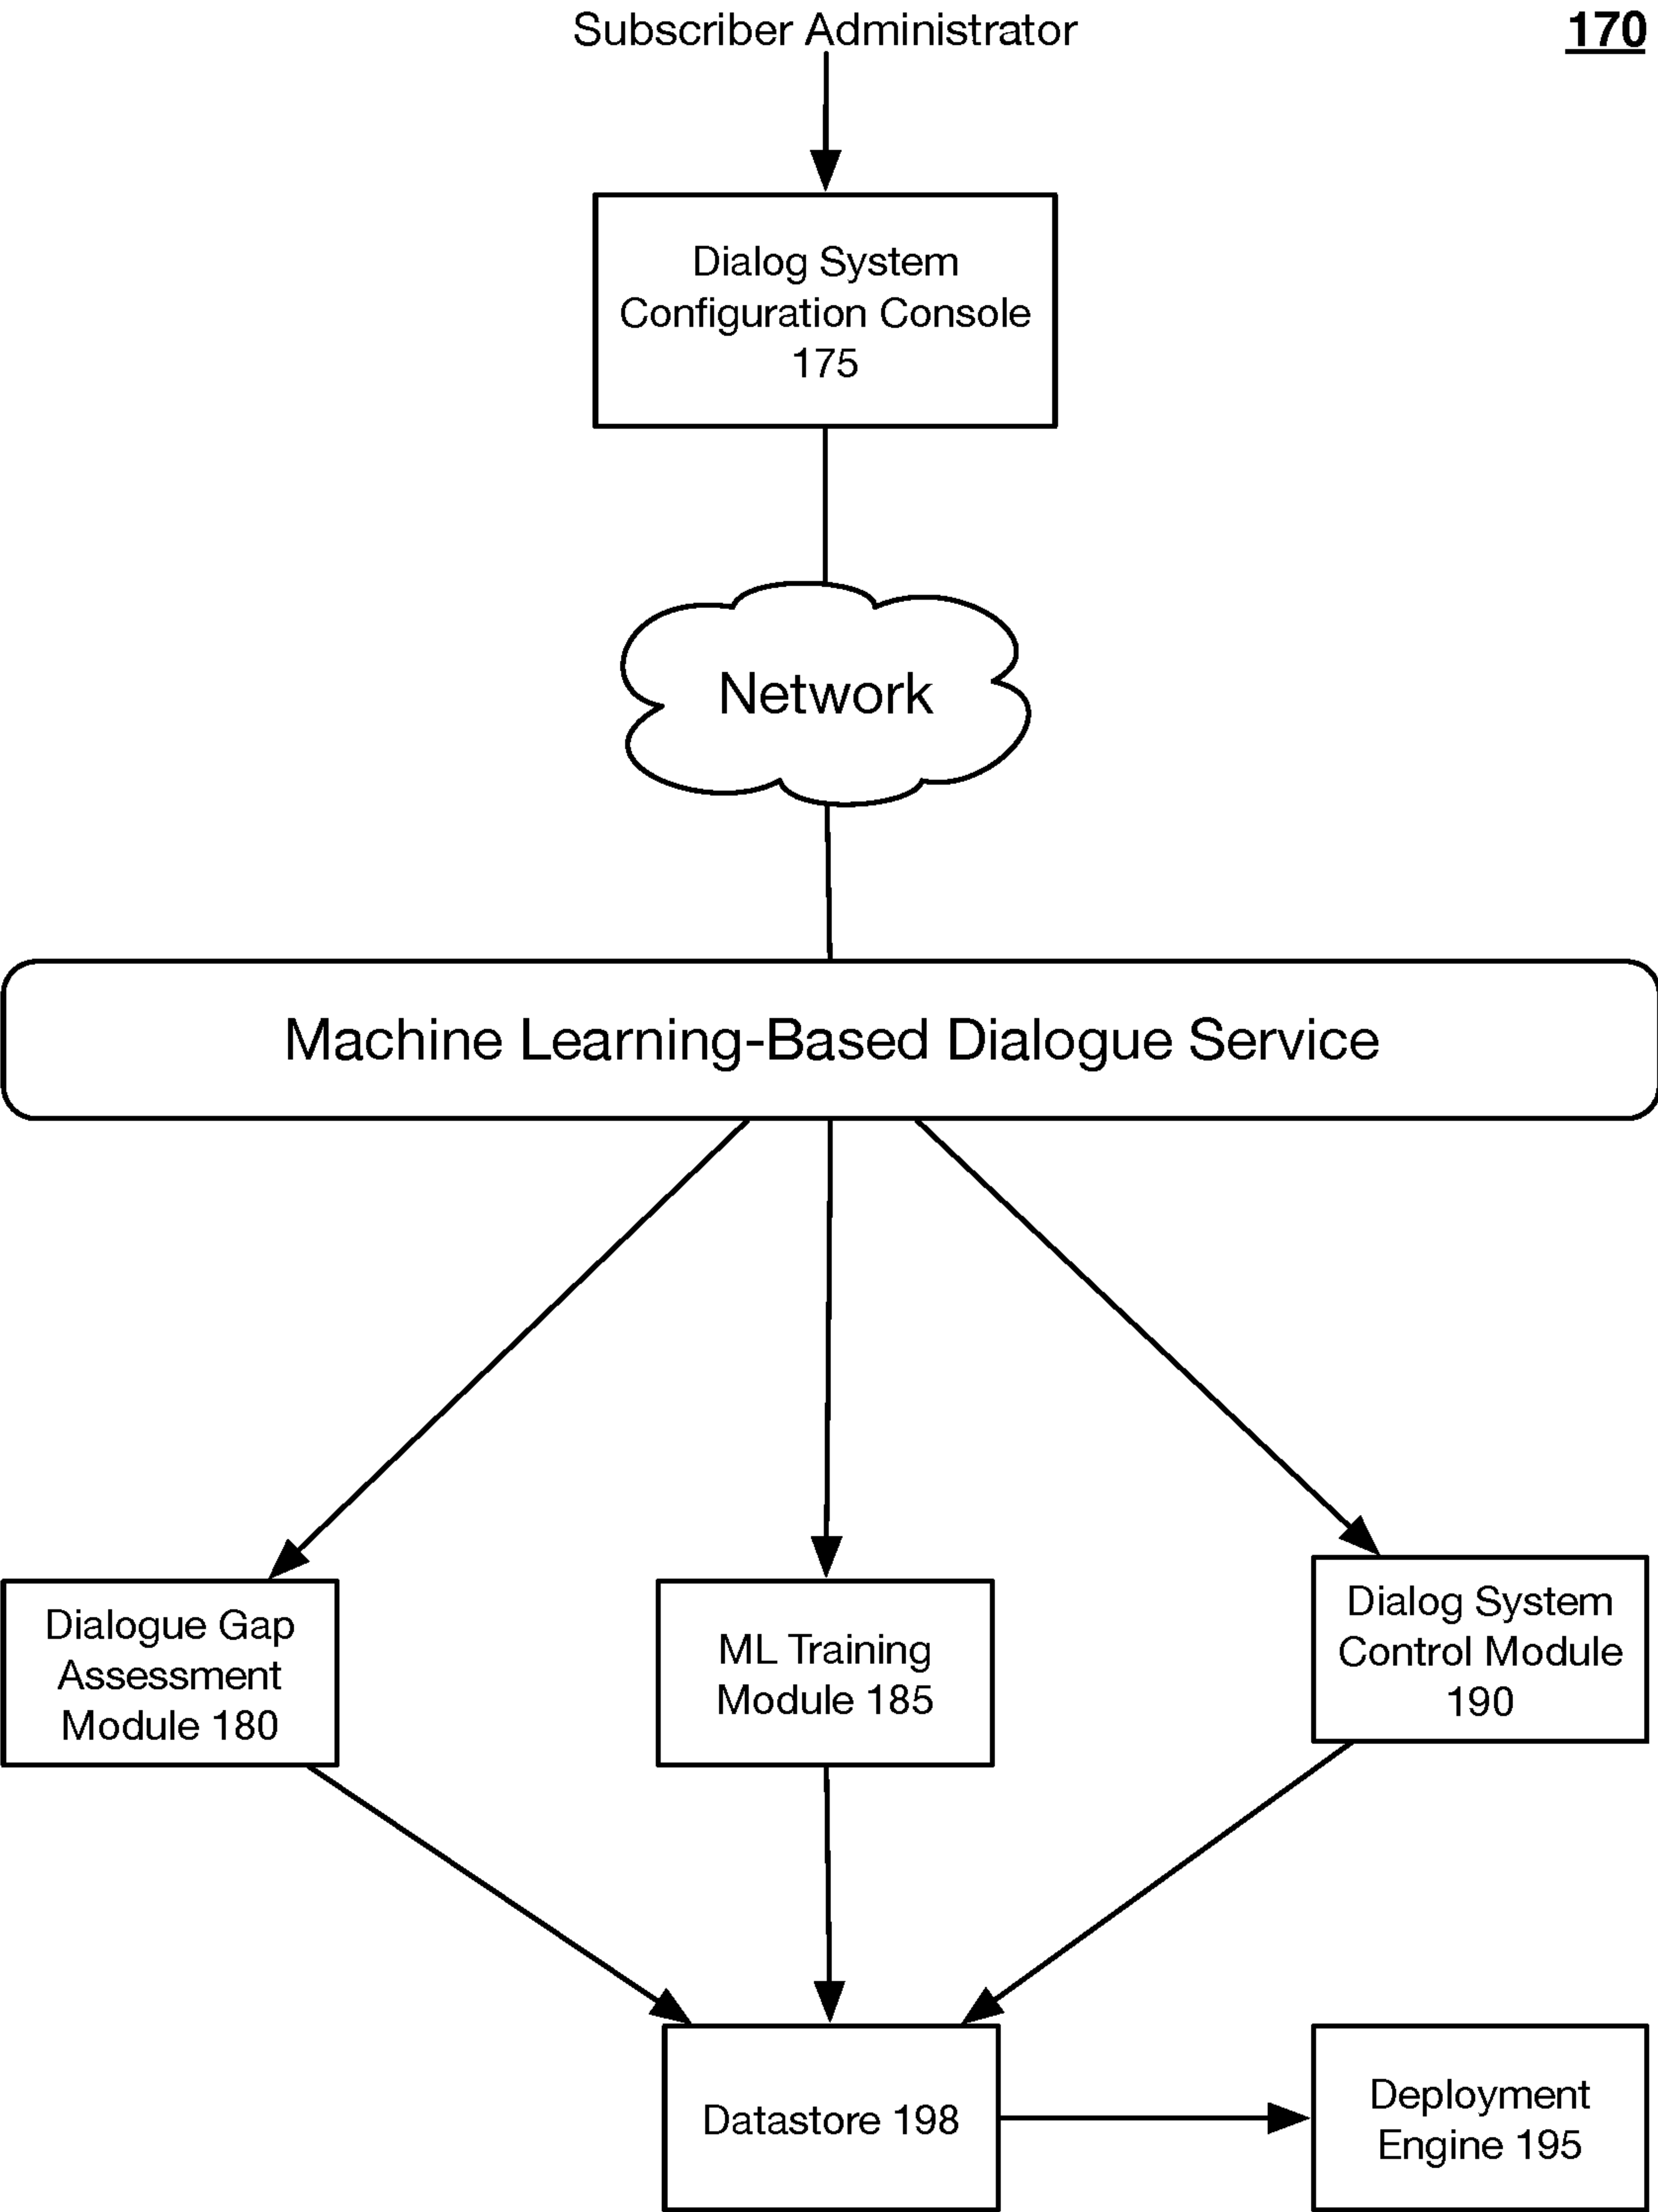 Subscriber Administrator
170
Dialog System
Configuration Console
175
Network
Machine Learning-Based Dialogue Service
Dialogue Gap
Assessment
Module 180
ML Training
Module 185
Dialog System
Control Module
190
Datastore 198
Deployment
Engine 195